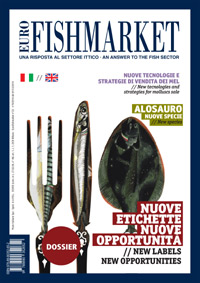 EURO FISHMARKET
UNA RISPOSTA AL SETTORE ITTICO - AN ANSWER TO THE FISH SECTOR
NUOVE TECNOLOGIE E
STRATEGIE DI VENDITA DEI MEL
// New tecnologies and
strategies for molluscs sale
ALOSAURO
NUOVE SPECIE
// New species
NUOVE
ETICHETTE
NUOVE
OPPORTUNITÀ
// NEW LABELS
NEW OPPORTUNITIES
DOSSIER